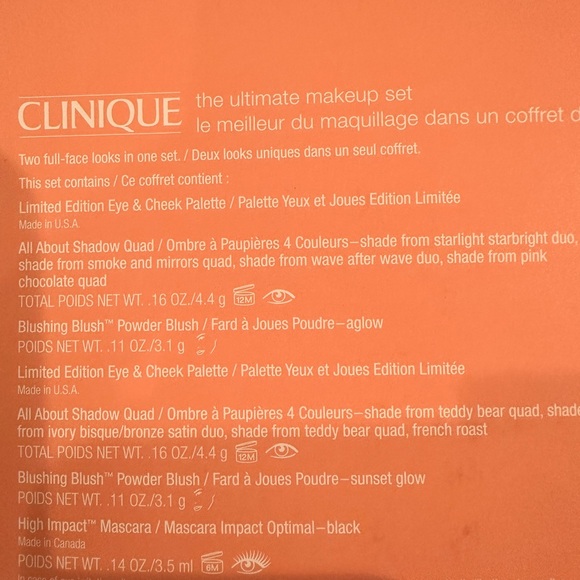 CLINIQUE the ultimate makeup set
le meilleur du maquillage dans un coffret
Two full-face looks in one set. / Deux looks uniques dans un seul coffret.
This set contains / Ce coffret contient :
Limited Edition Eye & Cheek Palette / Palette Yeux et Joues Edition Limitée
Made in U.S.A.
All About Shadow Quad / Ombre à Paupières 4 Couleurs–shade from starlight starbright duo,
shade from smoke and mirrors quad, shade from wave after wave duo, shade from pink
chocolate quad
TOTAL POIDS NET WT. .16 OZ./4.4 g 12M
Blushing Blush™ Powder Blush / Fard à Joues Poudre–aglow
POIDS NET WT. .11 OZ./3.1 g
Limited Edition Eye & Cheek Palette / Palette Yeux et Joues Edition Limitée
Made in U.S.A.
All About Shadow Quad / Ombre à Paupières 4 Couleurs–shade from teddy bear quad, shade
from ivory bisque/bronze satin duo, shade from teddy bear quad, french roast
TOTAL POIDS NET WT. .16 OZ./4.4 g 12M
Blushing Blush™ Powder Blush / Fard à Joues Poudre–sunset glow
POIDS NET WT. .11 OZ./3.1 g
High Impact™ Mascara / Mascara Impact Optimal–black
Made in Canada
POIDS NET WT. .14 OZ./3.5 ml 6M